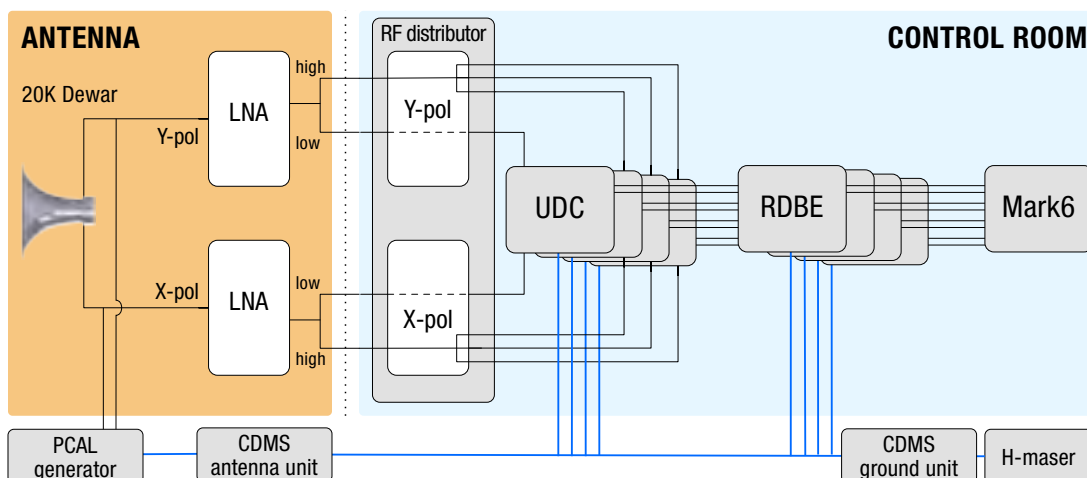 ANTENNA
RF distributor
CONTROL ROOM
20K Dewar
high
LNA
Y-pol
Y-pol
low
UDC
RDBE
Mark6
X-pol
LNA
low
X-pol
high
PCAL
generator
CDMS
antenna unit
CDMS
ground unit
H-maser